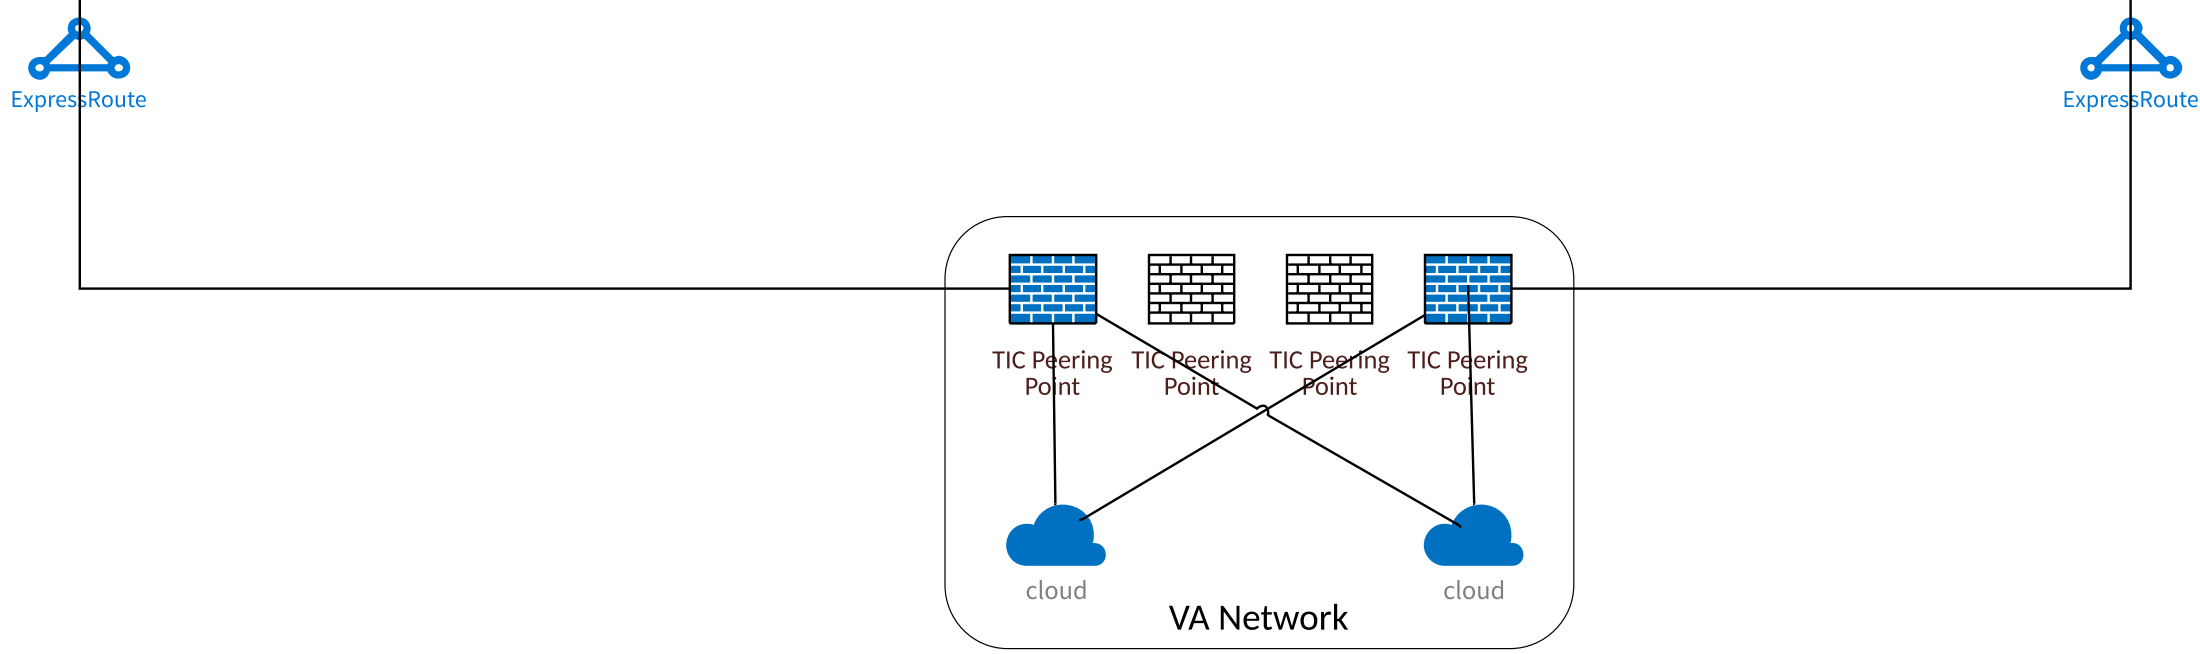 ExpressRoute
ExpressRoute
TIC Peering
Point
TIC Peering
Point
TIC Peering
Point
TIC Peering
Point
cloud
cloud
VA Network